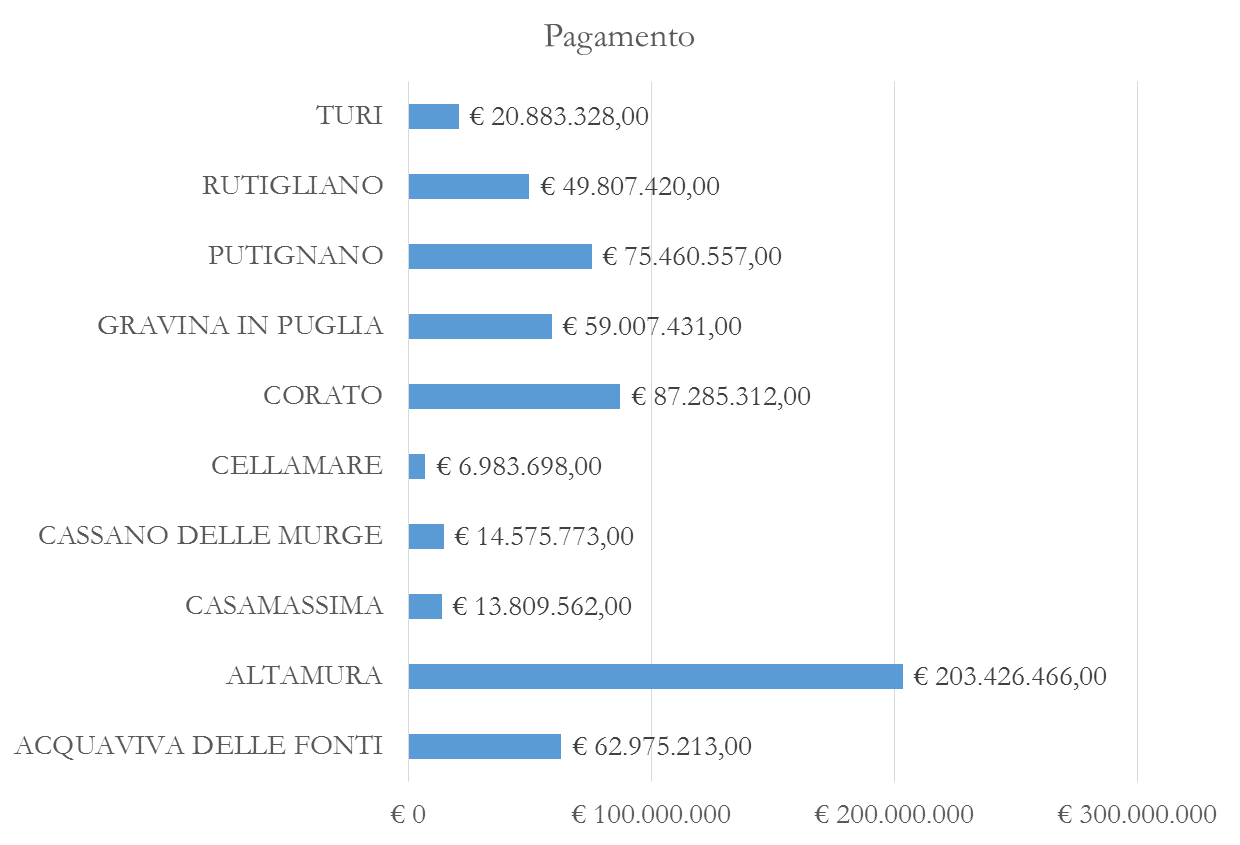 Pagamento
TURI € 20.883.328,00
RUTIGLIANO € 49.807.420,00
PUTIGNANO € 75.460.557,00
GRAVINA IN PUGLIA € 59.007.431,00
CORATO € 87.285.312,00
CELLAMARE € 6.983.698,00
CASSANO DELLE MURGE € 14.575.773,00
CASAMASSIMA € 13.809.562,00
ALTAMURA € 203.426.466,00
ACQUAVIVA DELLE FONTI € 62.975.213,00
€ 0 € 100.000.000 € 200.000.000 € 300.000.000